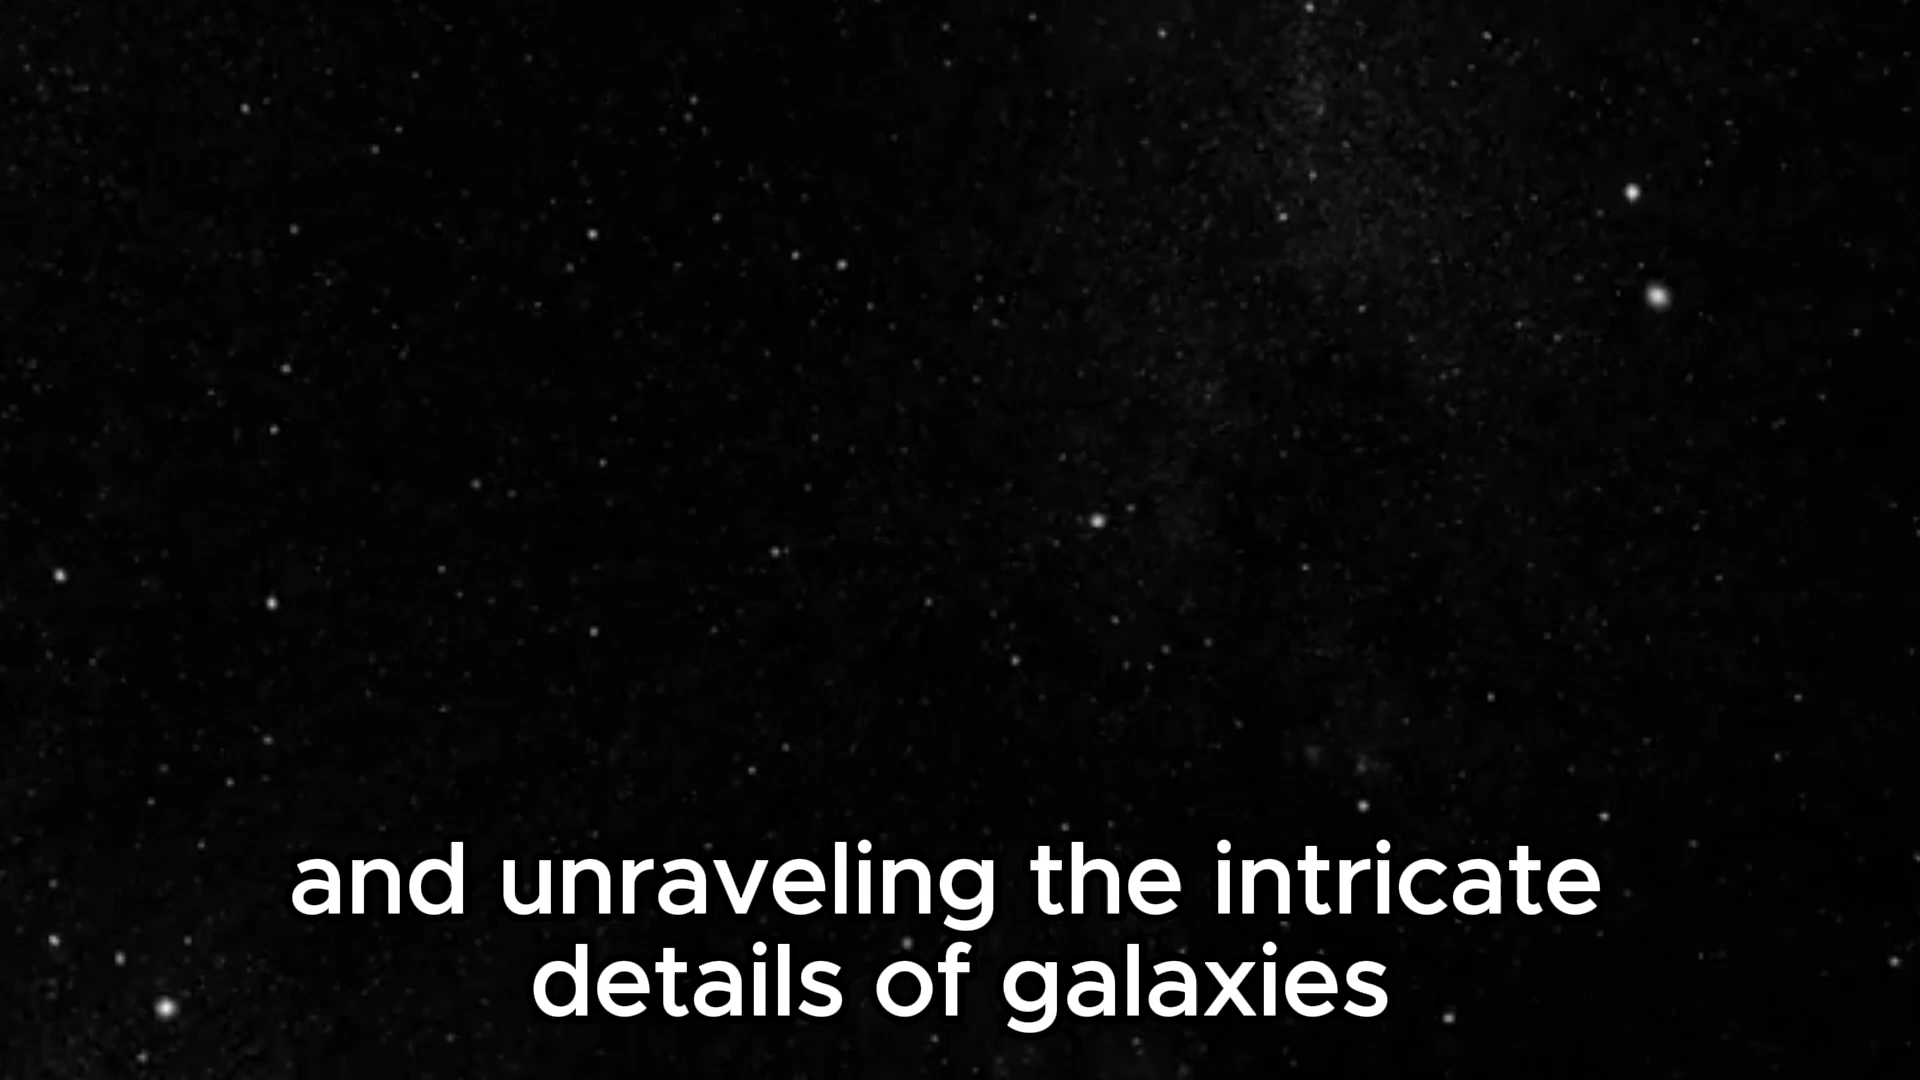 and unraveling the intricate
details of galaxies